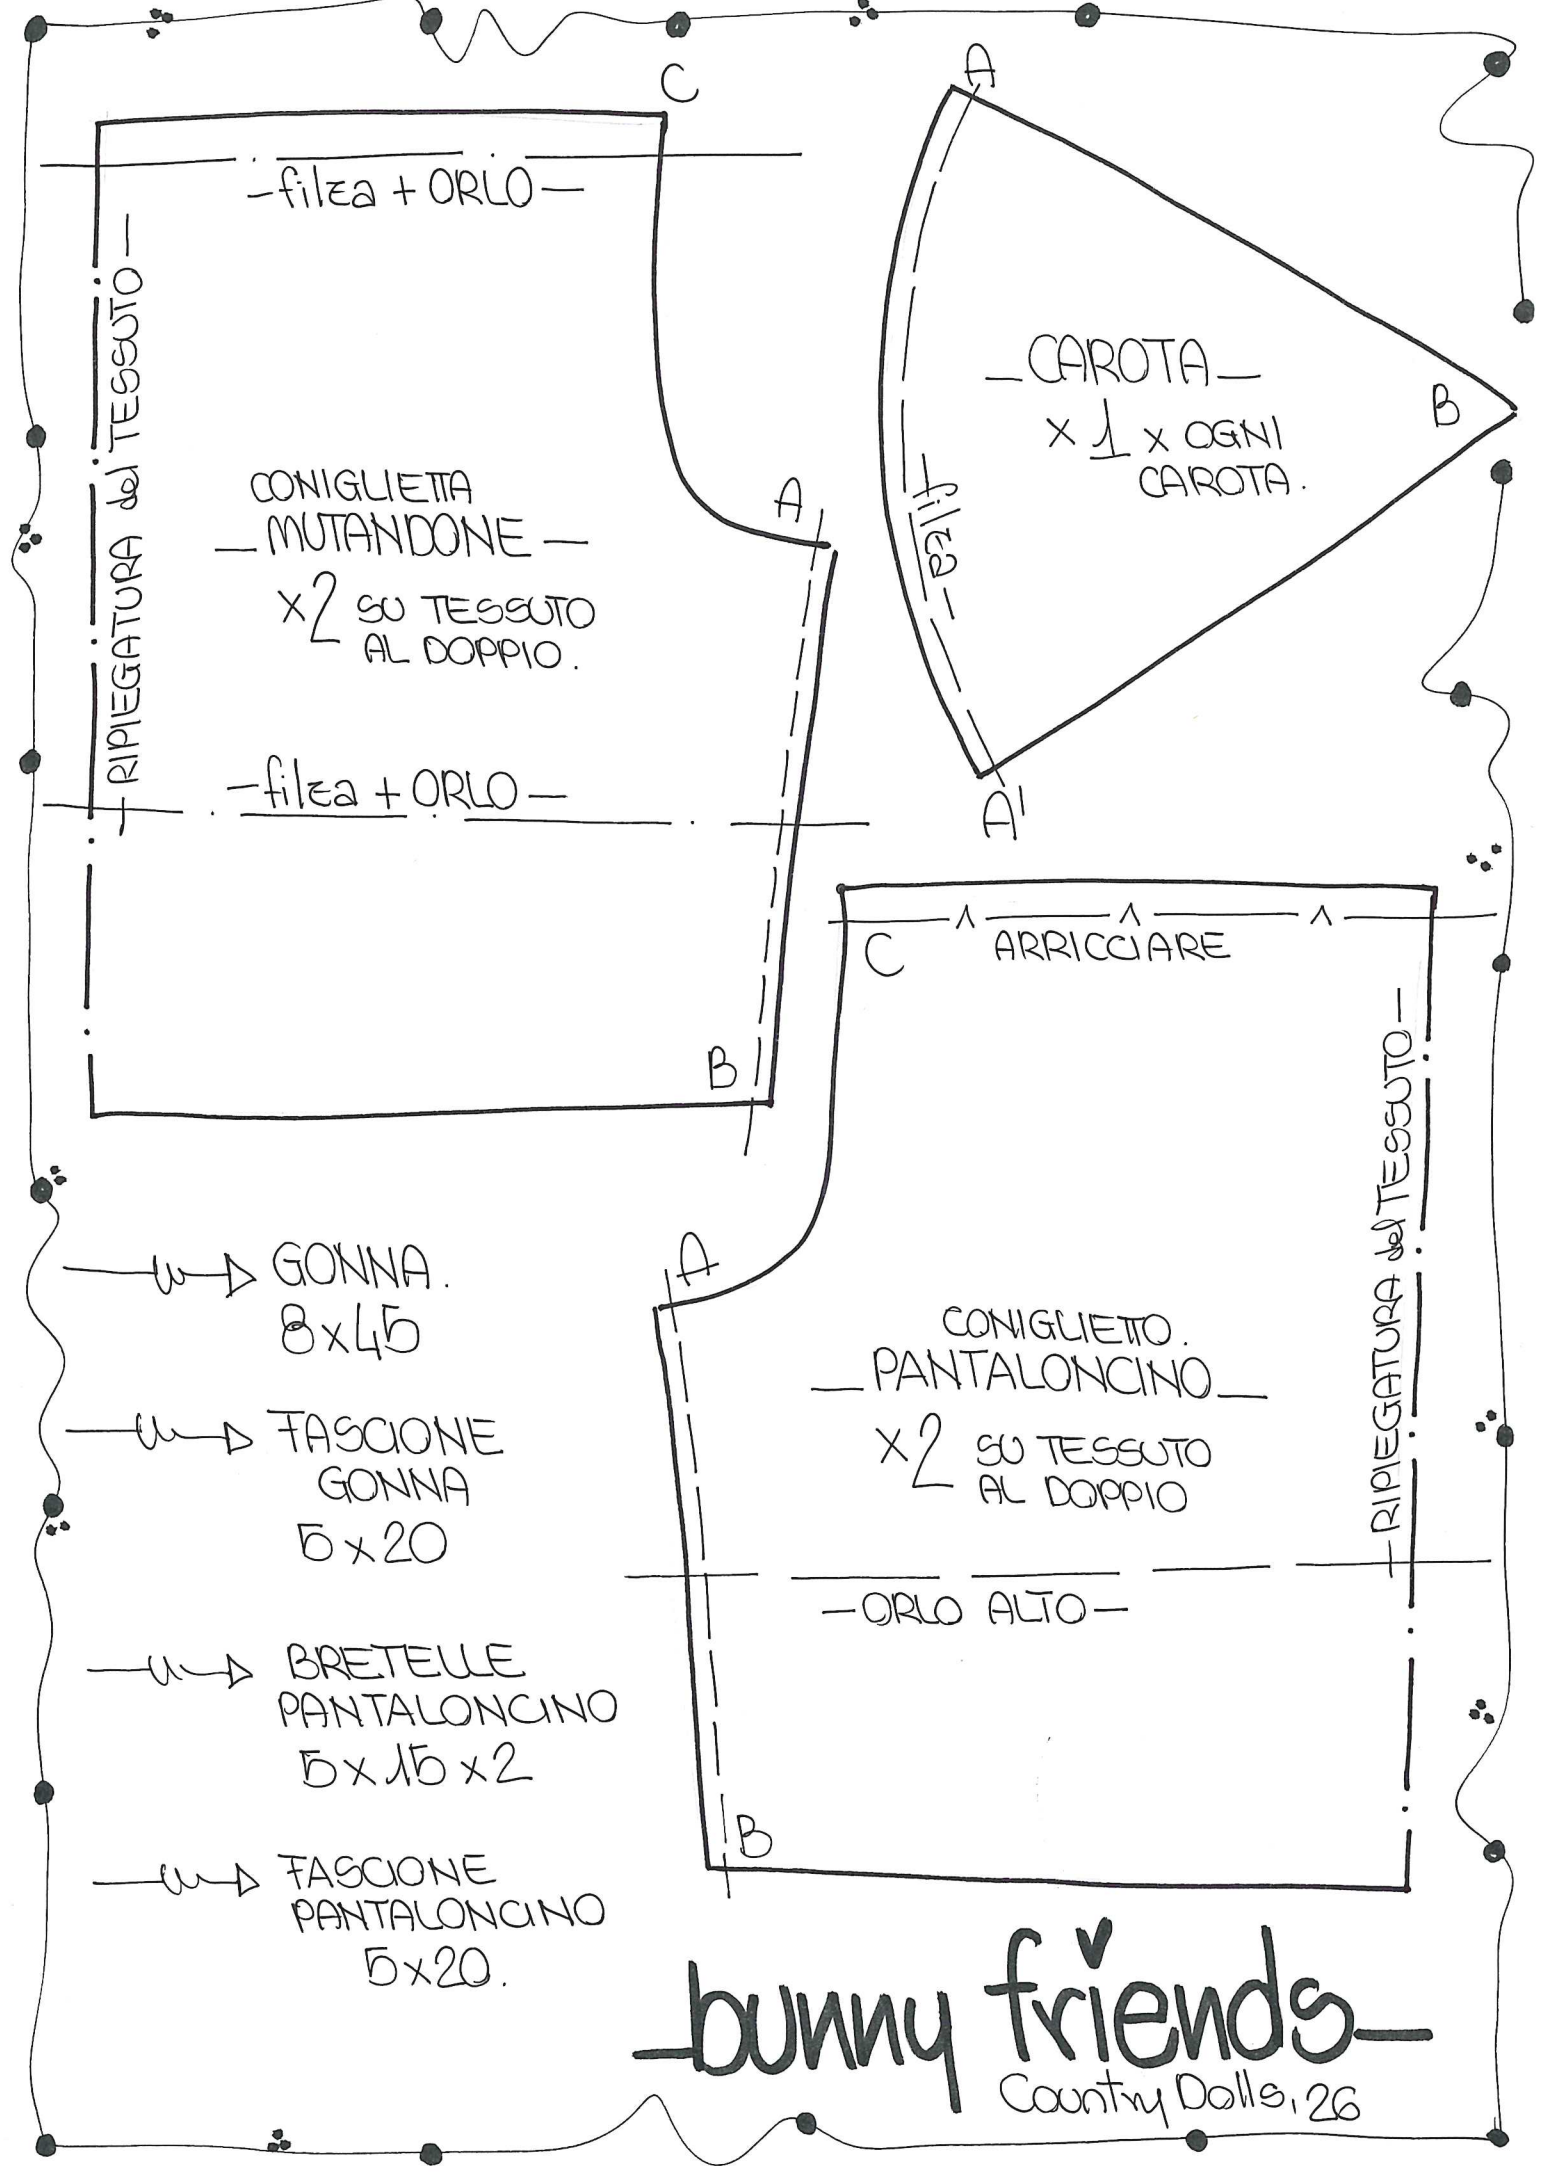 C
-filza + ORLO-
-RIPIEGATURA del TESSUTO-
CONIGLIETTA
- MUTANDONE -
x2 SU TESSUTO
AL DOPPIO.
A
-filza + ORLO-
B
A
- CAROTA -
x 1 x OGNI
CAROTA.
B
-filza-
A'
C
ARRICCIARE
-RIPIEGATURA del TESSUTO-
A
CONIGLIETTO.
- PANTALONCINO -
x2 SU TESSUTO
AL DOPPIO
-ORLO ALTO-
B
GONNA.
8x45
FASCIONE
GONNA
5x20
BRETELLE
PANTALONCINO
5x15x2
FASCIONE
PANTALONCINO
5x20.
-bunny friends-
Country Dolls, 26